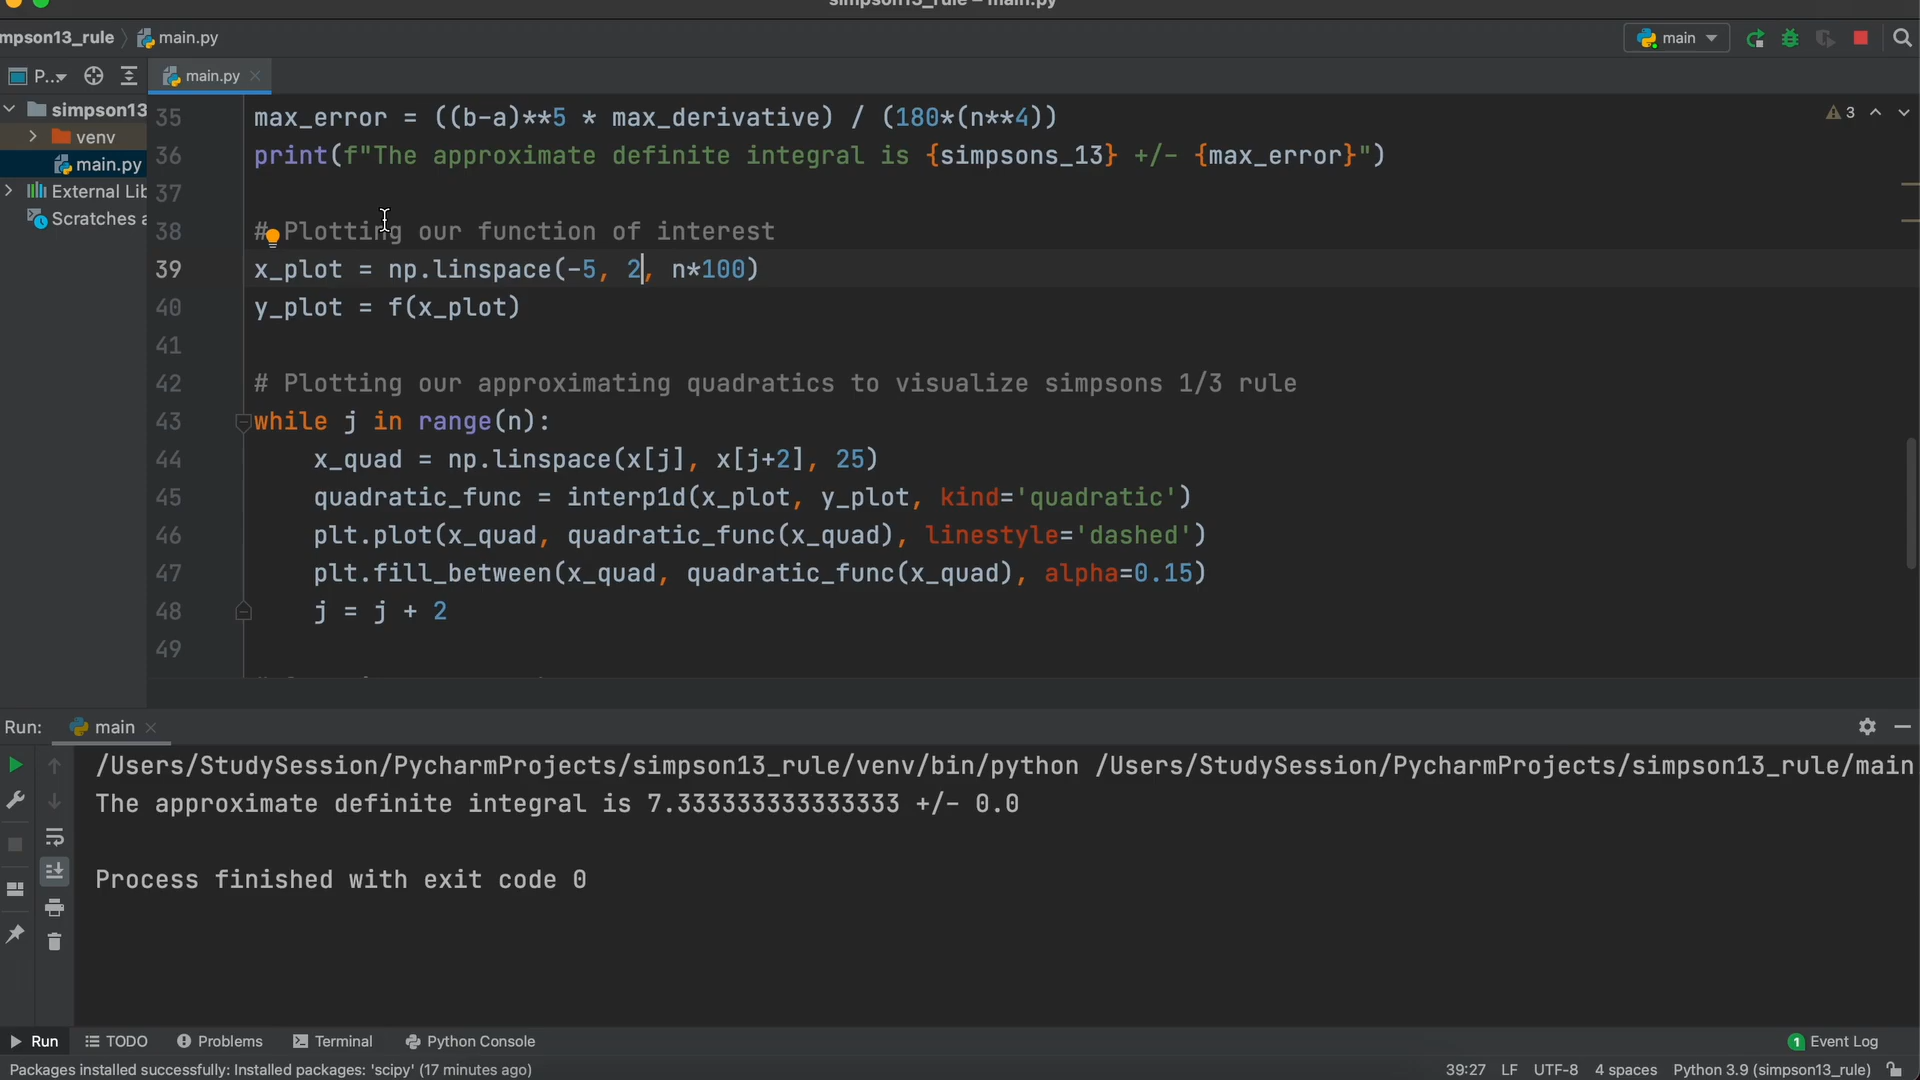 simpson13_rule – main.py
mpson13_rule
main.py
main
P...
main.py
simpson13
venv
main.py
External Lib
Scratches a
3
35 max_error = ((b-a)**5 * max_derivative) / (180*(n**4))
36 print(f"The approximate definite integral is {simpsons_13} +/- {max_error}")
37
38 # Plotting our function of interest
39 x_plot = np.linspace(-5, 2, n*100)
40 y_plot = f(x_plot)
41
42 # Plotting our approximating quadratics to visualize simpsons 1/3 rule
43 while j in range(n):
44 x_quad = np.linspace(x[j], x[j+2], 25)
45 quadratic_func = interp1d(x_plot, y_plot, kind='quadratic')
46 plt.plot(x_quad, quadratic_func(x_quad), linestyle='dashed')
47 plt.fill_between(x_quad, quadratic_func(x_quad), alpha=0.15)
48 j = j + 2
49
Run: main
/Users/StudySession/PycharmProjects/simpson13_rule/venv/bin/python /Users/StudySession/PycharmProjects/simpson13_rule/main
The approximate definite integral is 7.333333333333333 +/- 0.0
Process finished with exit code 0
Run TODO Problems Terminal Python Console 1 Event Log
Packages installed successfully: Installed packages: 'scipy' (17 minutes ago) 39:27 LF UTF-8 4 spaces Python 3.9 (simpson13_rule)